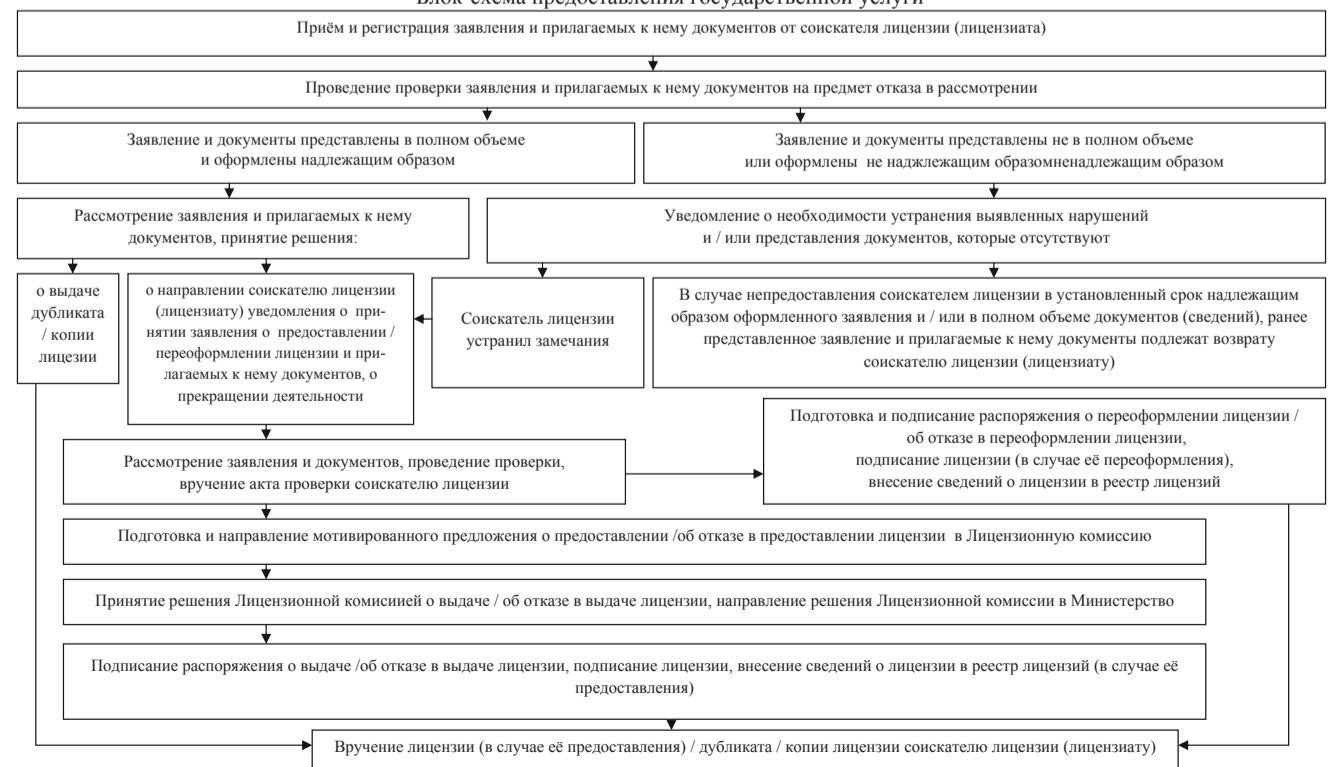 Блок-схема предоставления государственной услуги
Приём и регистрация заявления и прилагаемых к нему документов от соискателя лицензии (лицензиата)
Проведение проверки заявления и прилагаемых к нему документов на предмет отказа в рассмотрении
Заявление и документы представлены в полном объеме
и оформлены надлежащим образом
Заявление и документы представлены не в полном объеме
или оформлены не наджлежащим образомненадлежащим образом
Рассмотрение заявления и прилагаемых к нему
документов, принятие решения:
Уведомление о необходимости устранения выявленных нарушений
и / или представления документов, которые отсутствуют
о выдаче
дубликата
/ копии
лицезии
о направлении соискателю лицензии
(лицензиату) уведомления о при-
нятии заявления о предоставлении /
переоформлении лицензии и при-
лагаемых к нему документов, о
прекращении деятельности
Соискатель лицензии
устранил замечания
В случае непредоставления соискателем лицензии в установленный срок надлежащим
образом оформленного заявления и / или в полном объеме документов (сведений), ранее
представленное заявление и прилагаемые к нему документы подлежат возврату
соискателю лицензии (лицензиату)
Подготовка и подписание распоряжения о переоформлении лицензии /
об отказе в переоформлении лицензии,
подписание лицензии (в случае её переоформления),
внесение сведений о лицензии в реестр лицензий
Рассмотрение заявления и документов, проведение проверки,
вручение акта проверки соискателю лицензии
Подготовка и направление мотивированного предложения о предоставлении /об отказе в предоставлении лицензии в Лицензионную комиссию
Принятие решения Лицензионной комисиией о выдаче / об отказе в выдаче лицензии, направление решения Лицензионной комиссии в Министерство
Подписание распоряжения о выдаче /об отказе в выдаче лицензии, подписание лицензии, внесение сведений о лицензии в реестр лицензий (в случае её
предоставления)
Вручение лицензии (в случае её предоставления) / дубликата / копии лицензии соискателю лицензии (лицензиату)